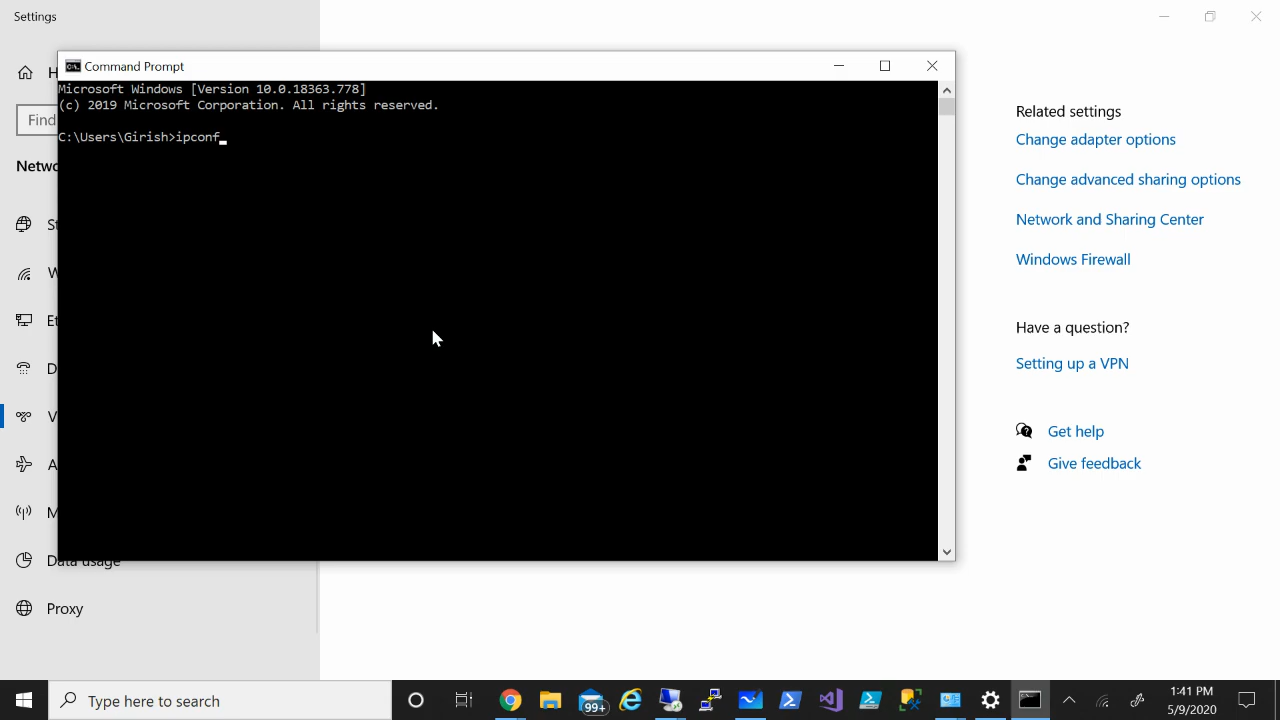 Settings
Find
Command Prompt
Microsoft Windows [Version 10.0.18363.778]
(c) 2019 Microsoft Corporation. All rights reserved.
C:\Users\Girish>ipconf
Data usage
Proxy
Related settings
Change adapter options
Change advanced sharing options
Network and Sharing Center
Windows Firewall
Have a question?
Setting up a VPN
Get help
Give feedback
Type here to search
99+
1:41 PM
5/9/2020